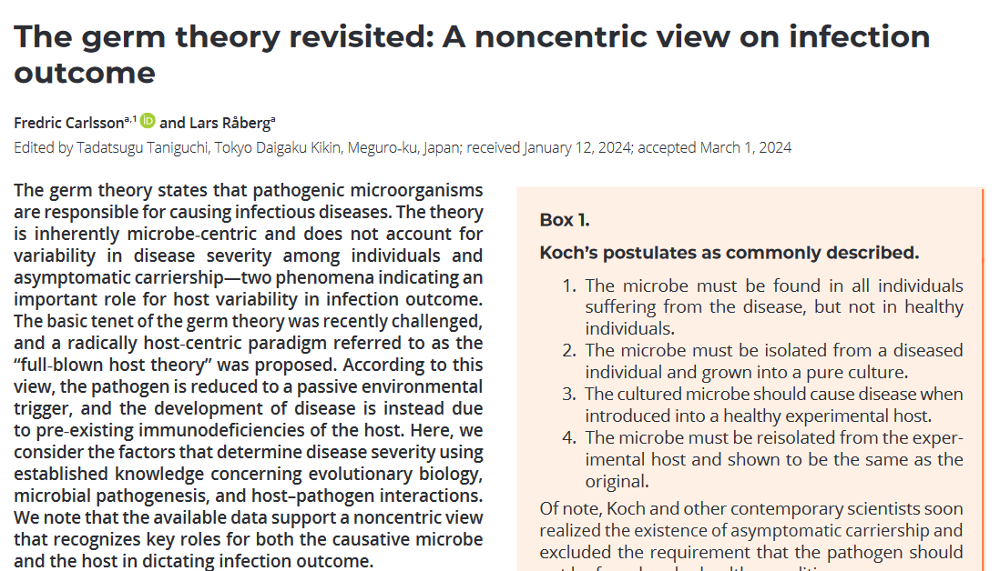 The germ theory revisited: A noncentric view on infection
outcome
Fredric Carlssonᵃ,¹ iD and Lars Råbergᵃ
Edited by Tadatsugu Taniguchi, Tokyo Daigaku Kikin, Meguro-ku, Japan; received January 12, 2024; accepted March 1, 2024
The germ theory states that pathogenic microorganisms
are responsible for causing infectious diseases. The theory
is inherently microbe-centric and does not account for
variability in disease severity among individuals and
asymptomatic carriership—two phenomena indicating an
important role for host variability in infection outcome.
The basic tenet of the germ theory was recently challenged,
and a radically host-centric paradigm referred to as the
“full-blown host theory” was proposed. According to this
view, the pathogen is reduced to a passive environmental
trigger, and the development of disease is instead due
to pre-existing immunodeficiencies of the host. Here, we
consider the factors that determine disease severity using
established knowledge concerning evolutionary biology,
microbial pathogenesis, and host–pathogen interactions.
We note that the available data support a noncentric view
that recognizes key roles for both the causative microbe
and the host in dictating infection outcome.
Box 1.
Koch’s postulates as commonly described.
1. The microbe must be found in all individuals
suffering from the disease, but not in healthy
individuals.
2. The microbe must be isolated from a diseased
individual and grown into a pure culture.
3. The cultured microbe should cause disease when
introduced into a healthy experimental host.
4. The microbe must be reisolated from the exper-
imental host and shown to be the same as the
original.
Of note, Koch and other contemporary scientists soon
realized the existence of asymptomatic carriership and
excluded the requirement that the pathogen should